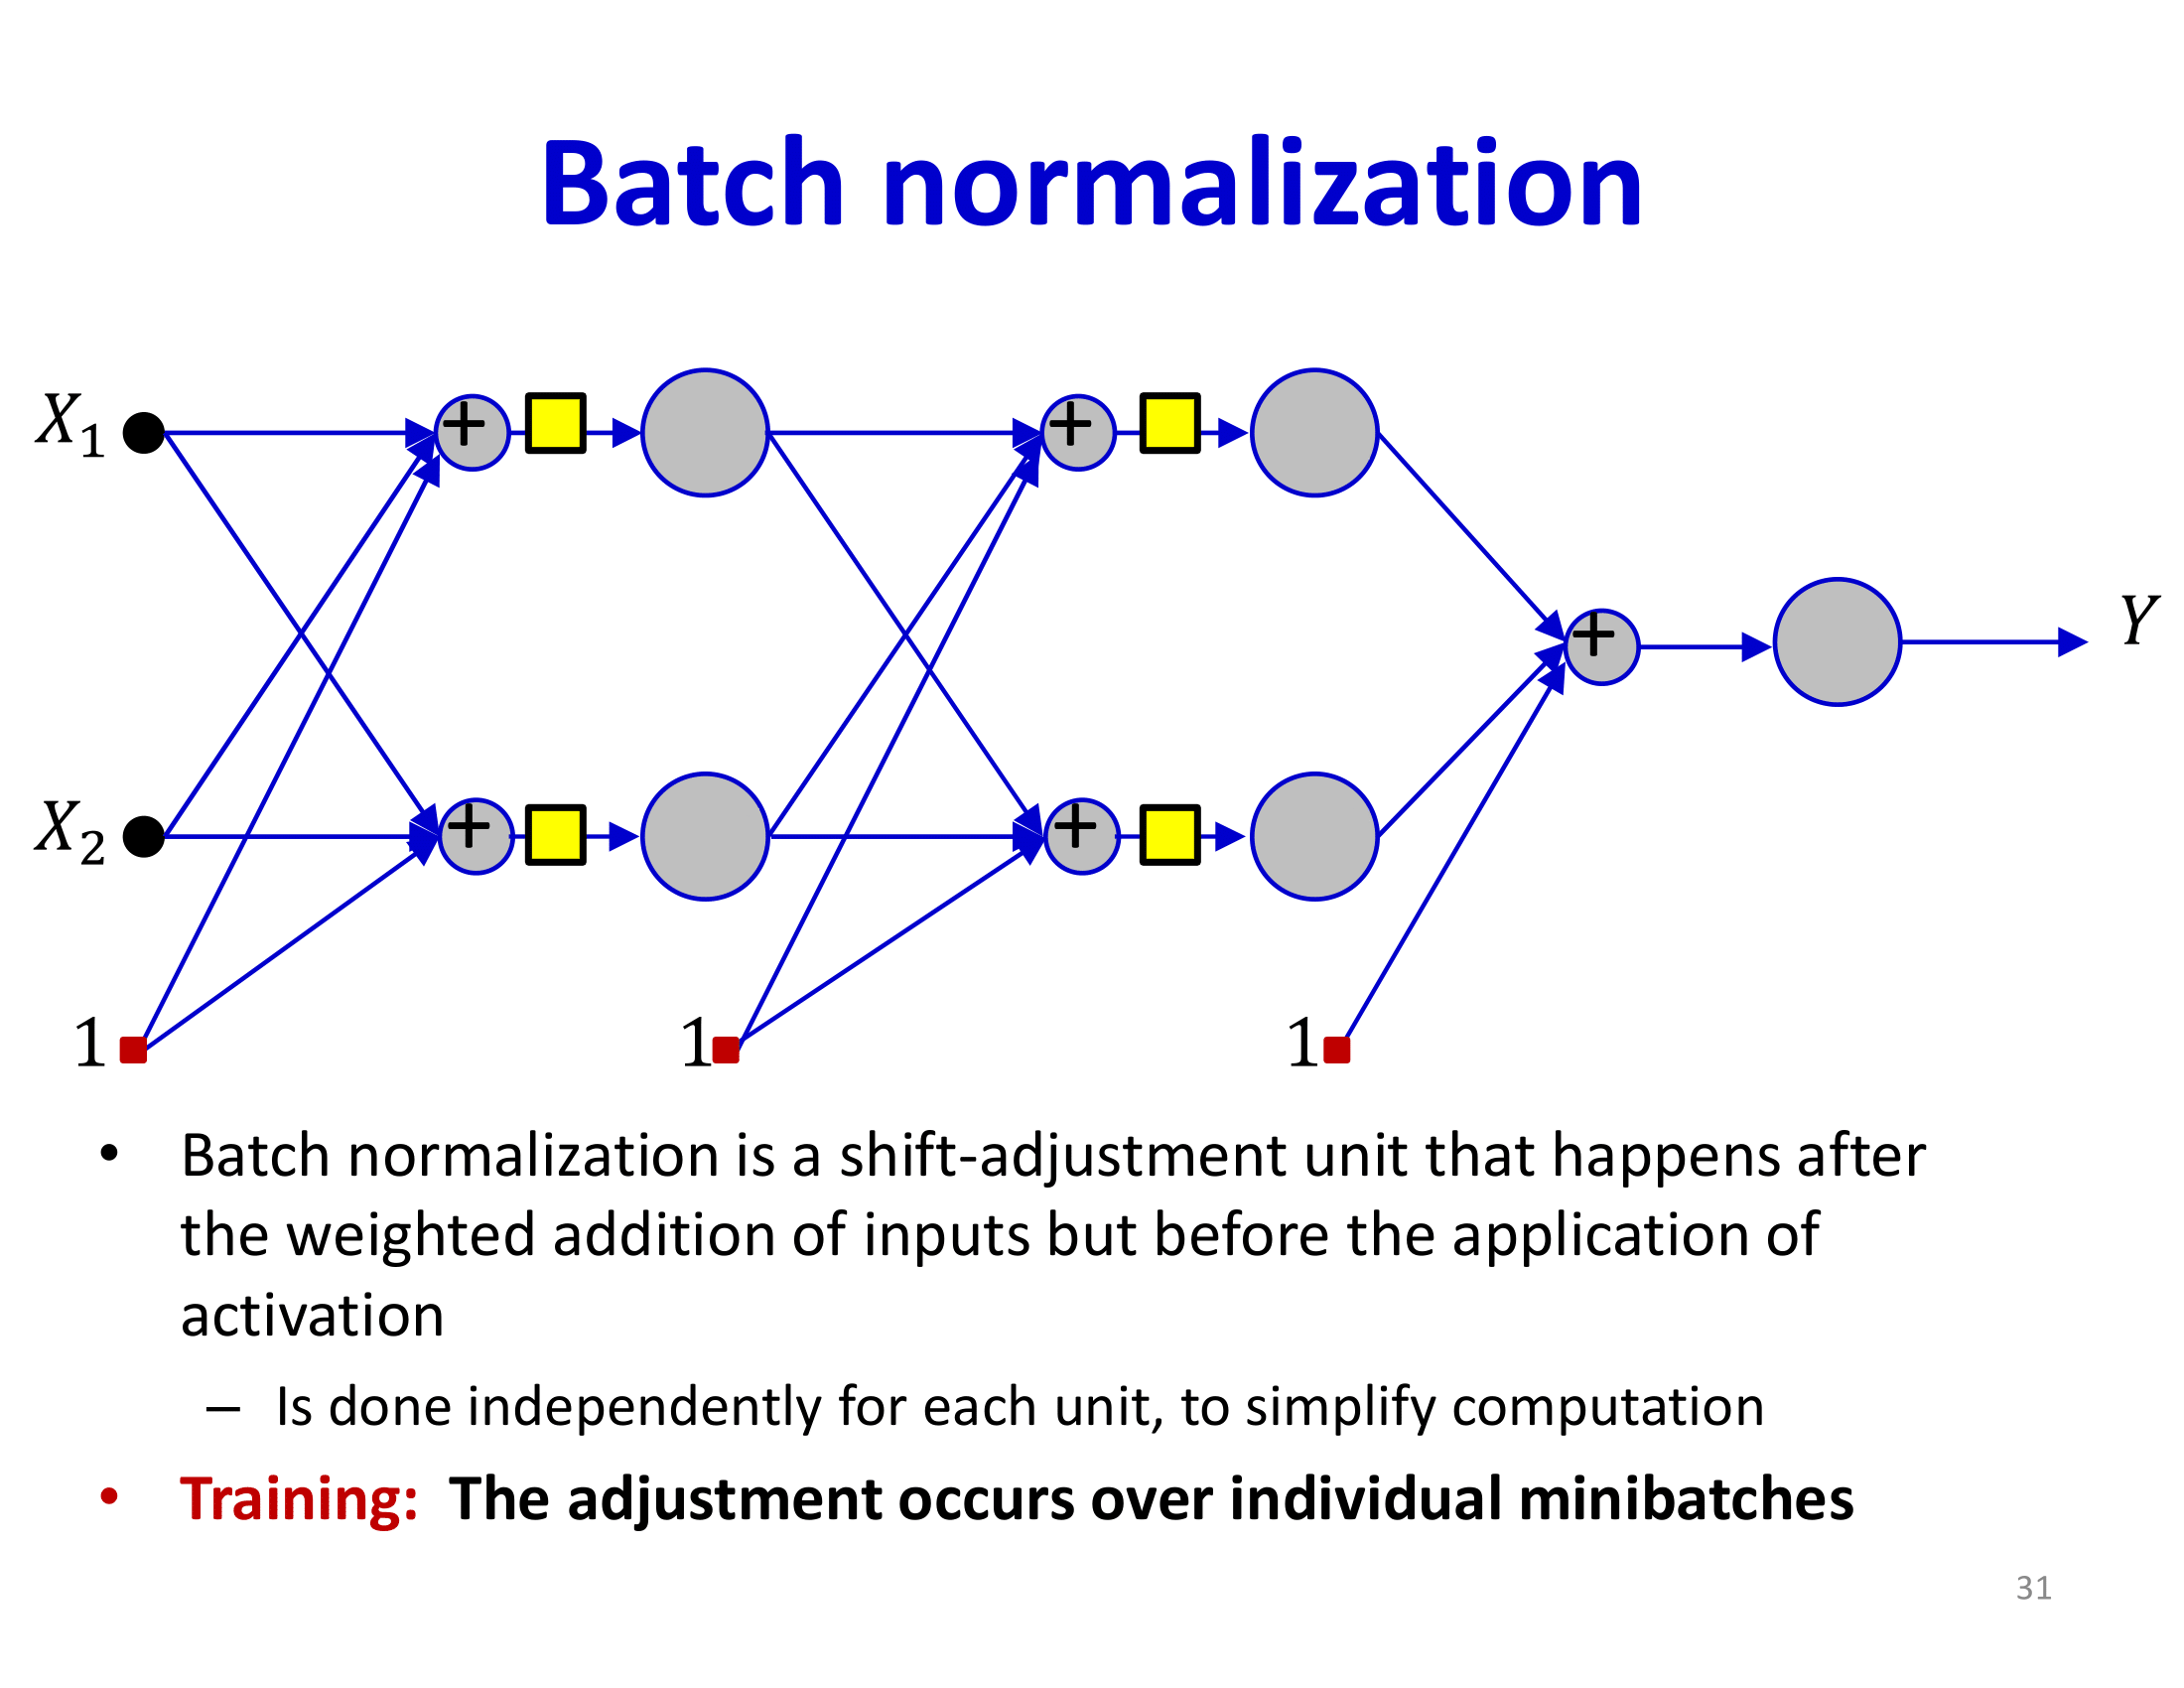 Batch normalization
X₁
+
+
+
Y
X₂
+
+
1
1
1
• Batch normalization is a shift-adjustment unit that happens after
the weighted addition of inputs but before the application of
activation
– Is done independently for each unit, to simplify computation
• Training: The adjustment occurs over individual minibatches
31